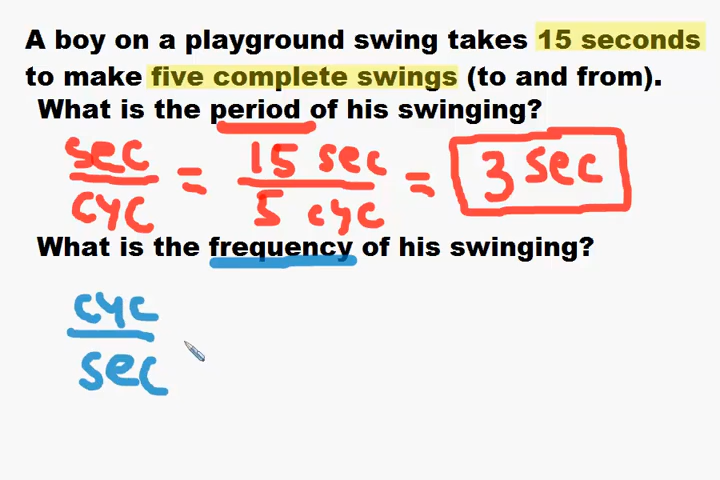 A boy on a playground swing takes 15 seconds
to make five complete swings (to and from).
What is the period of his swinging?
sec/cyc = 15 sec/5 cyc = 3 sec
What is the frequency of his swinging?
cyc/sec